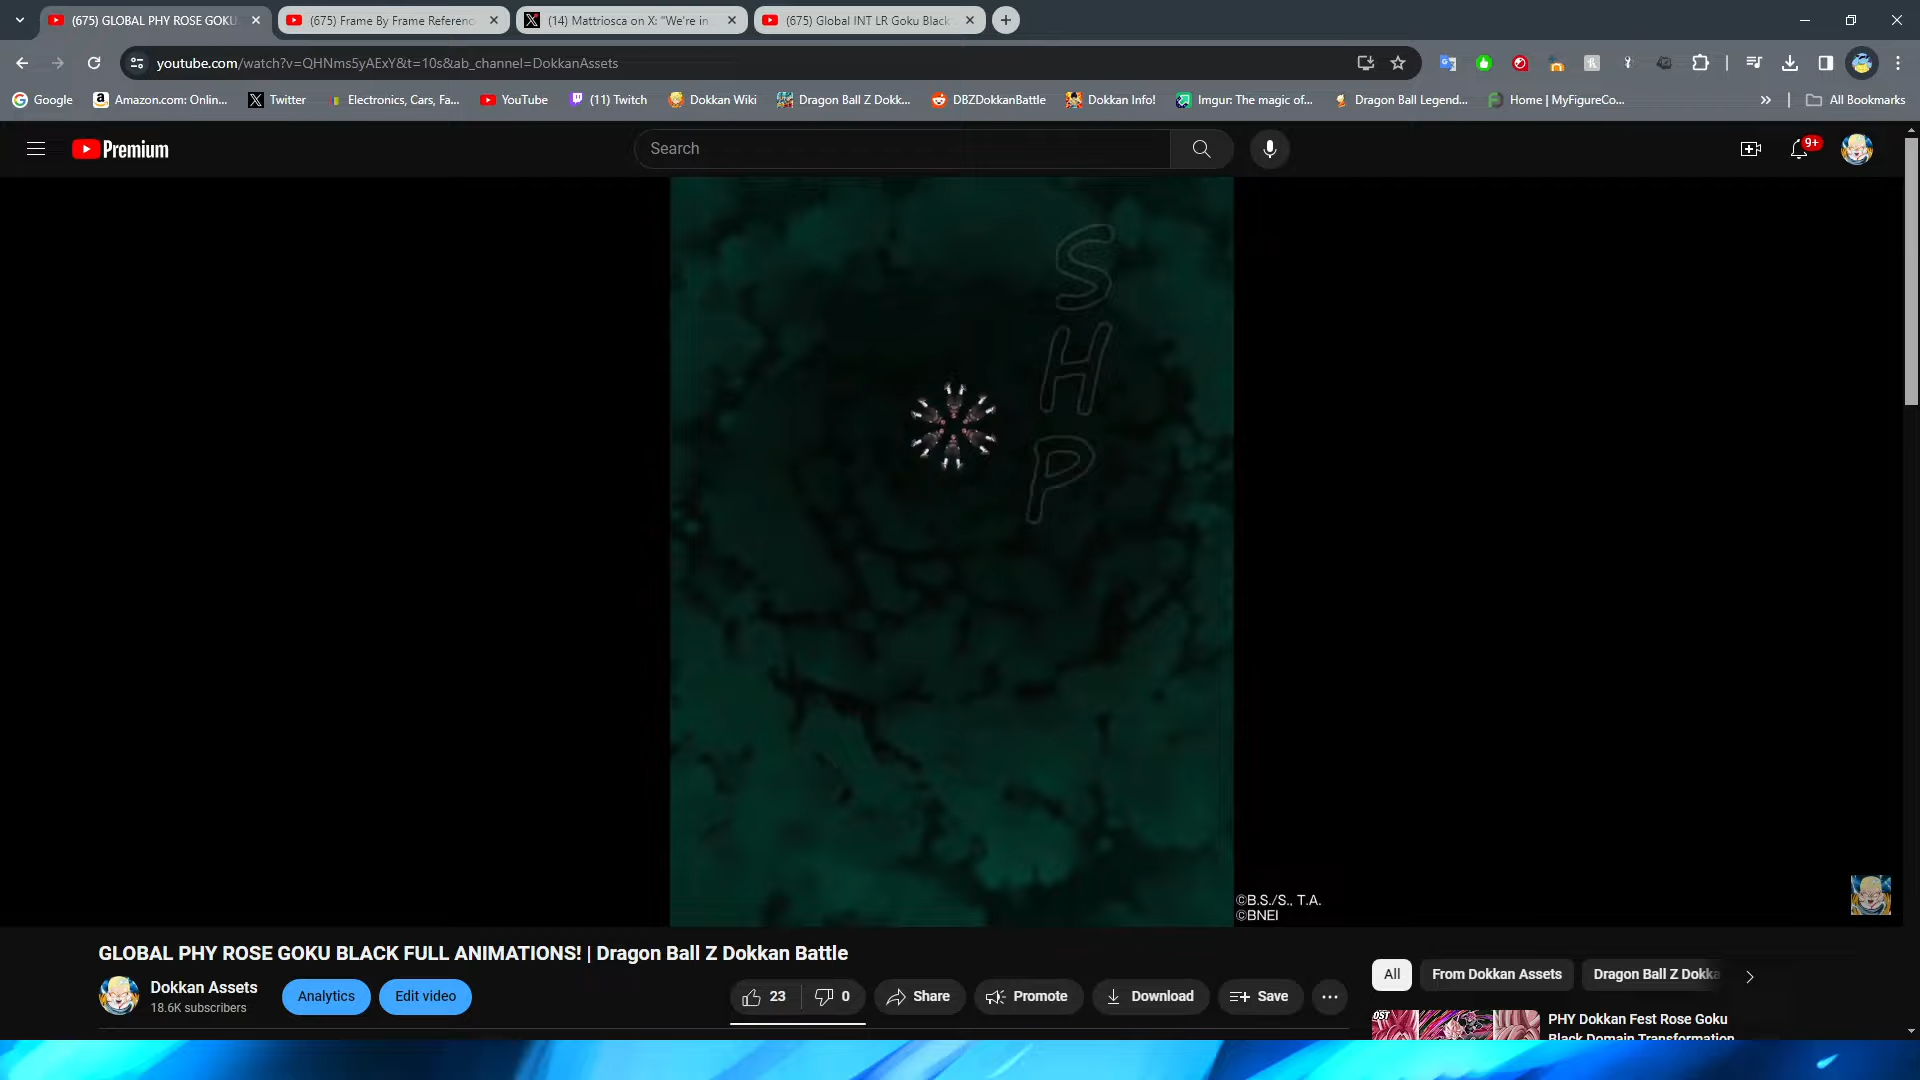 (675) GLOBAL PHY ROSE GOKU
(675) Frame By Frame Referenc
(14) Mattriosca on X: "We're in
(675) Global INT LR Goku Black
youtube.com/watch?v=QHNms5yAExY&t=10s&ab_channel=DokkanAssets
Google
Amazon.com: Onlin...
Twitter
Electronics, Cars, Fa...
YouTube
(11) Twitch
Dokkan Wiki
Dragon Ball Z Dokk...
DBZDokkanBattle
Dokkan Info!
Imgur: The magic of...
Dragon Ball Legend...
Home | MyFigureCo...
All Bookmarks
Premium
Search
9+
SHP
©B.S./S., T.A.
©BNEI
GLOBAL PHY ROSE GOKU BLACK FULL ANIMATIONS! | Dragon Ball Z Dokkan Battle
Dokkan Assets
18.6K subscribers
Analytics
Edit video
23
0
Share
Promote
Download
Save
All
From Dokkan Assets
Dragon Ball Z Dokka
OST
PHY Dokkan Fest Rose Goku
Black Domain Transformation